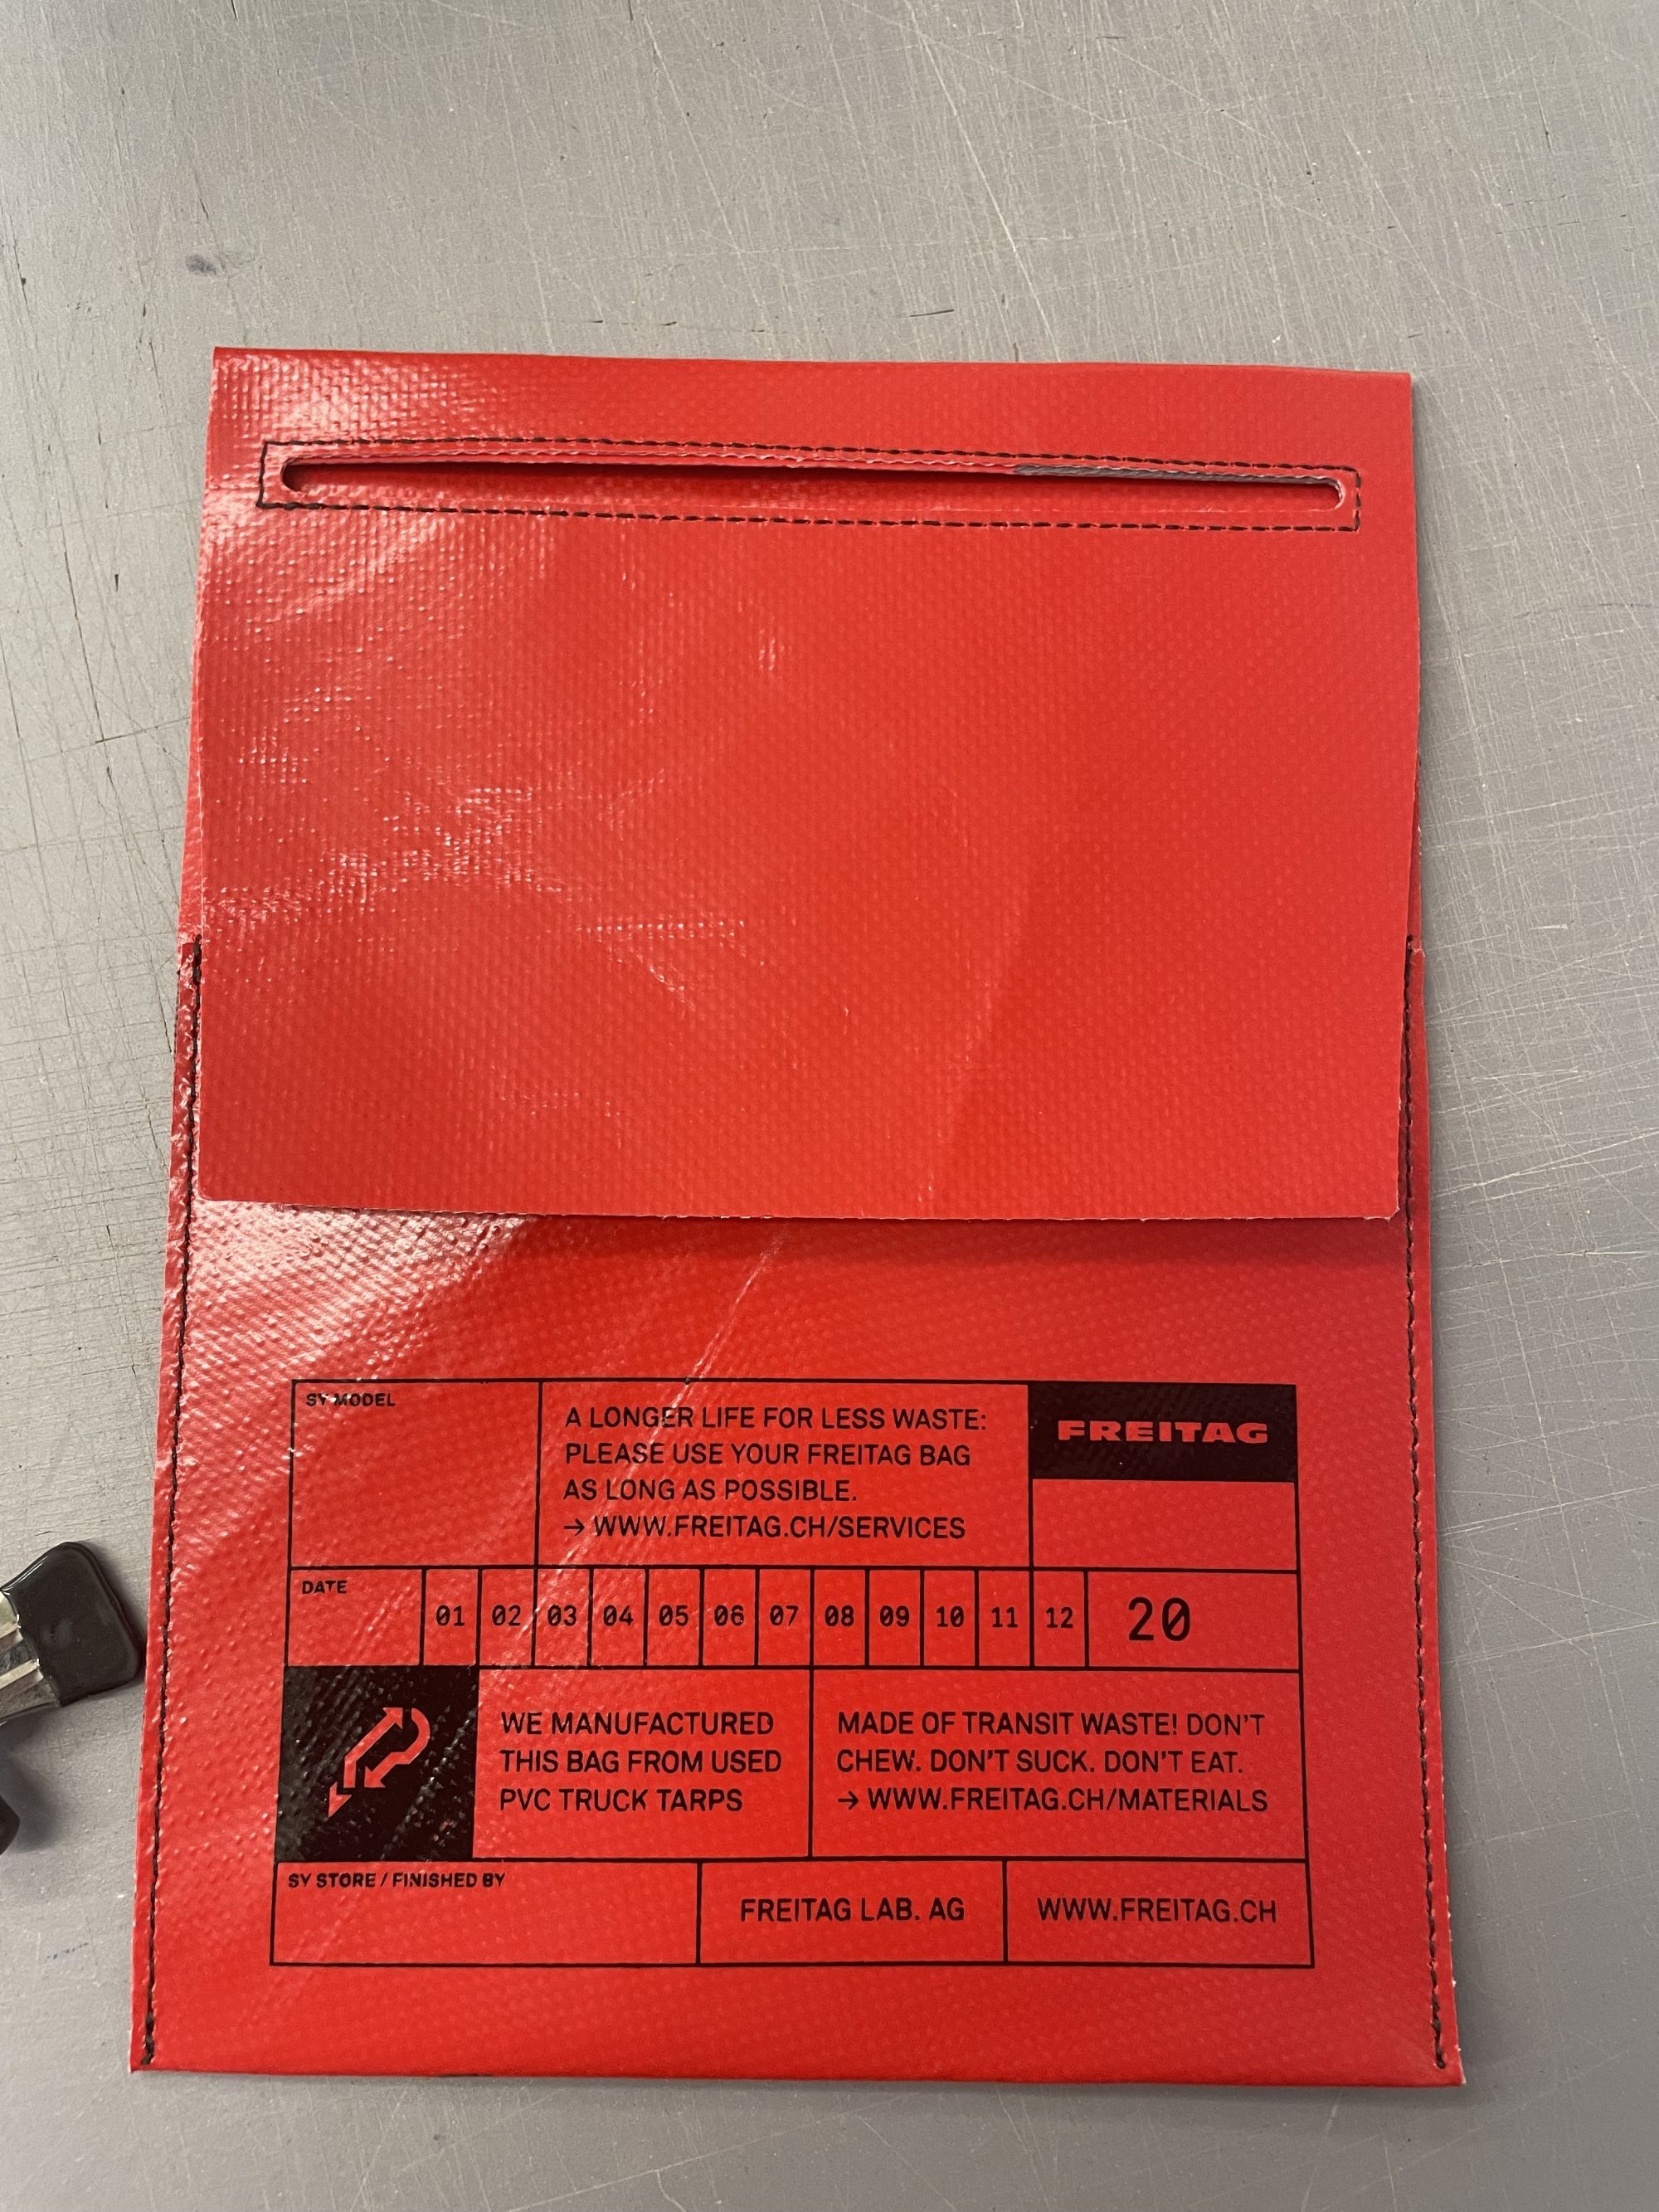 SY MODEL
A LONGER LIFE FOR LESS WASTE:
PLEASE USE YOUR FREITAG BAG
AS LONG AS POSSIBLE.
→ WWW.FREITAG.CH/SERVICES
FREITAG
DATE
01 02 03 04 05 06 07 08 09 10 11 12 20
WE MANUFACTURED
THIS BAG FROM USED
PVC TRUCK TARPS
MADE OF TRANSIT WASTE! DON'T
CHEW. DON'T SUCK. DON'T EAT.
→ WWW.FREITAG.CH/MATERIALS
SY STORE / FINISHED BY
FREITAG LAB. AG
WWW.FREITAG.CH